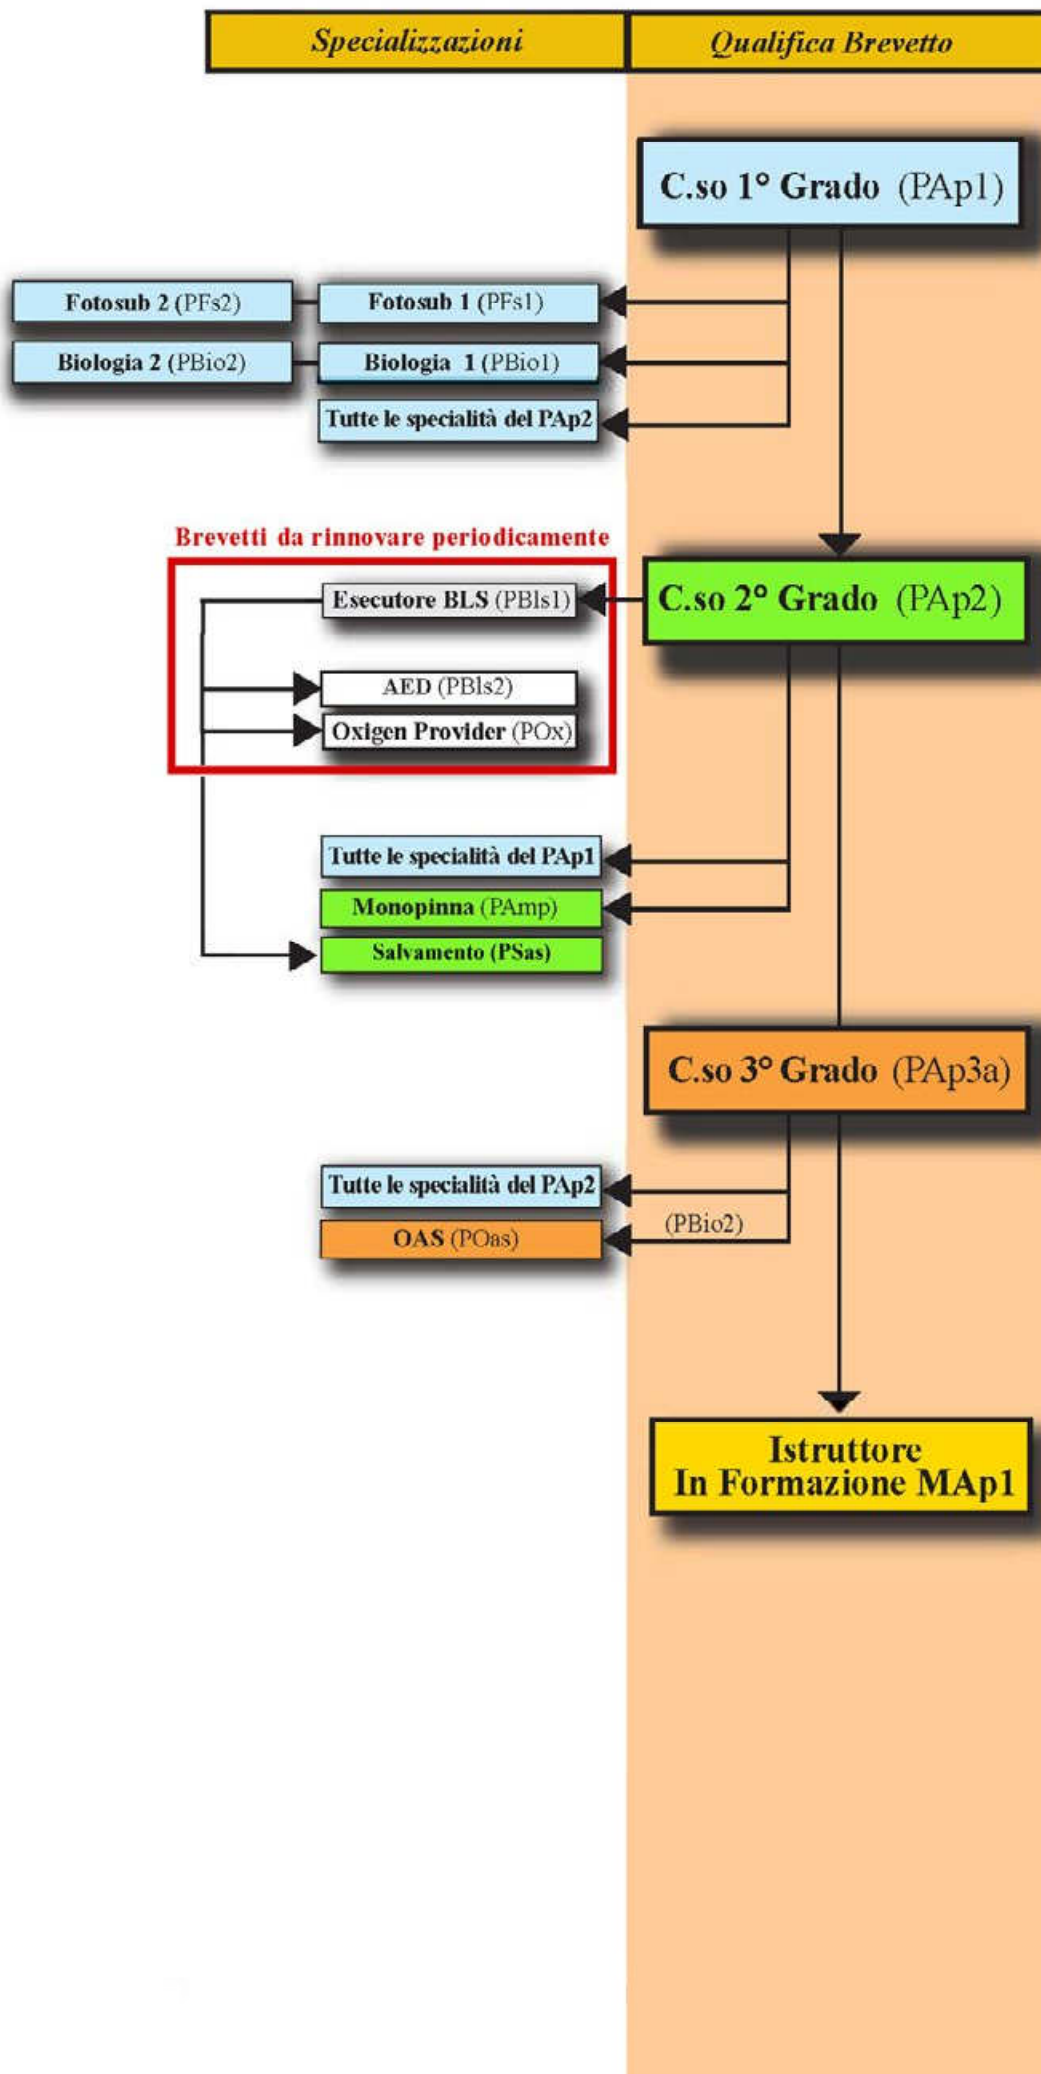 Specializzazioni
Qualifica Brevetto
C.so 1° Grado (PAp1)
Fotosub 2 (PFs2)
Fotosub 1 (PFs1)
Biologia 2 (PBio2)
Biologia 1 (PBio1)
Tutte le specialità del PAp2
Brevetti da rinnovare periodicamente
Esecutore BLS (PBls1)
C.so 2° Grado (PAp2)
AED (PBls2)
Oxigen Provider (POx)
Tutte le specialità del PAp1
Monopinna (PAmp)
Salvamento (PSas)
C.so 3° Grado (PAp3a)
Tutte le specialità del PAp2
(PBio2)
OAS (POas)
Istruttore
In Formazione MAp1